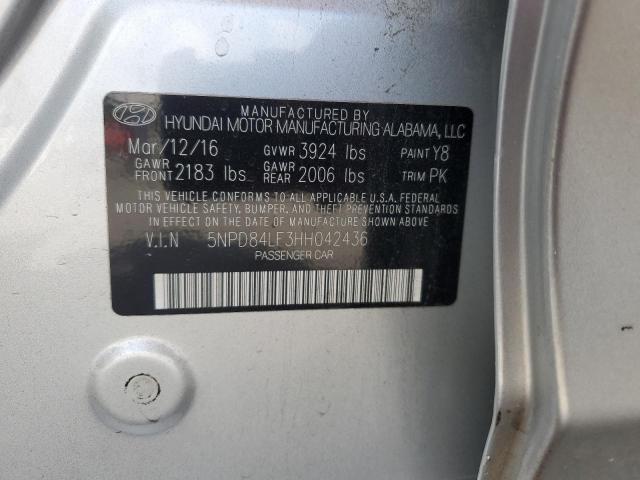 MANUFACTURED BY
HYUNDAI MOTOR MANUFACTURING ALABAMA, LLC
Mar/12/16 GVWR 3924 lbs PAINT Y8
GAWR FRONT 2183 lbs GAWR REAR 2006 lbs TRIM PK
THIS VEHICLE CONFORMS TO ALL APPLICABLE U.S.A. FEDERAL
MOTOR VEHICLE SAFETY, BUMPER, AND THEFT PREVENTION STANDARDS
IN EFFECT ON THE DATE OF MANUFACTURE SHOWN ABOVE.
V.I.N 5NPD84LF3HH042436
PASSENGER CAR